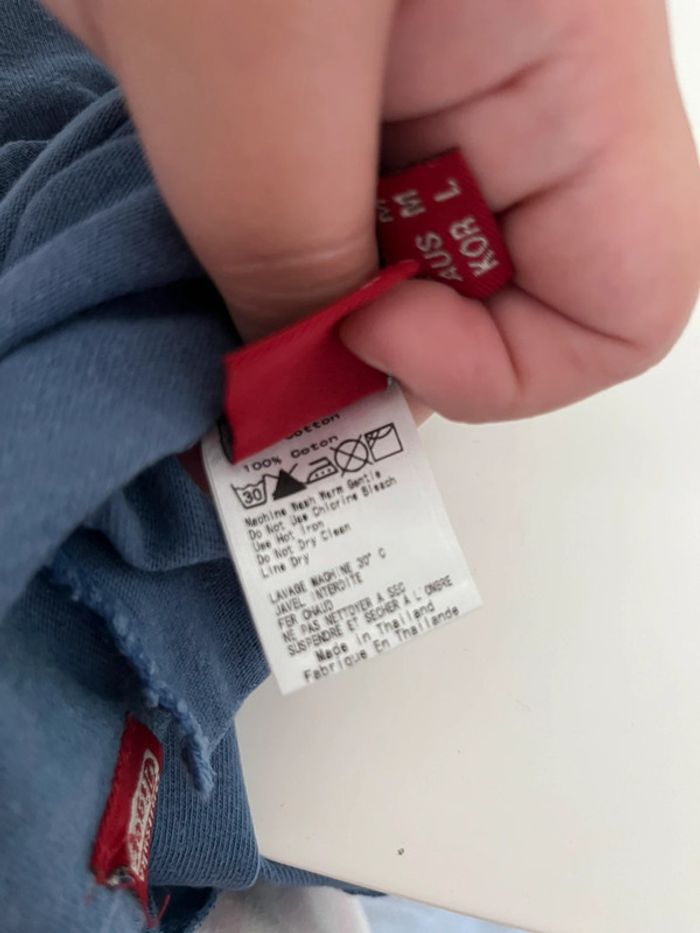 M
AUS M
KOR L
Cotton
100% Coton
30
Machine Wash Warm Gentle
Do Not Use Chlorine Bleach
Use Hot Iron
Do Not Dry Clean
Line Dry
LAVAGE MACHINE 30° C
JAVEL INTERDITE
FER CHAUD
NE PAS NETTOYER A SEC
SUSPENDRE ET SECHER A L'OMBRE
Made in Thailand
Fabrique En Thailande